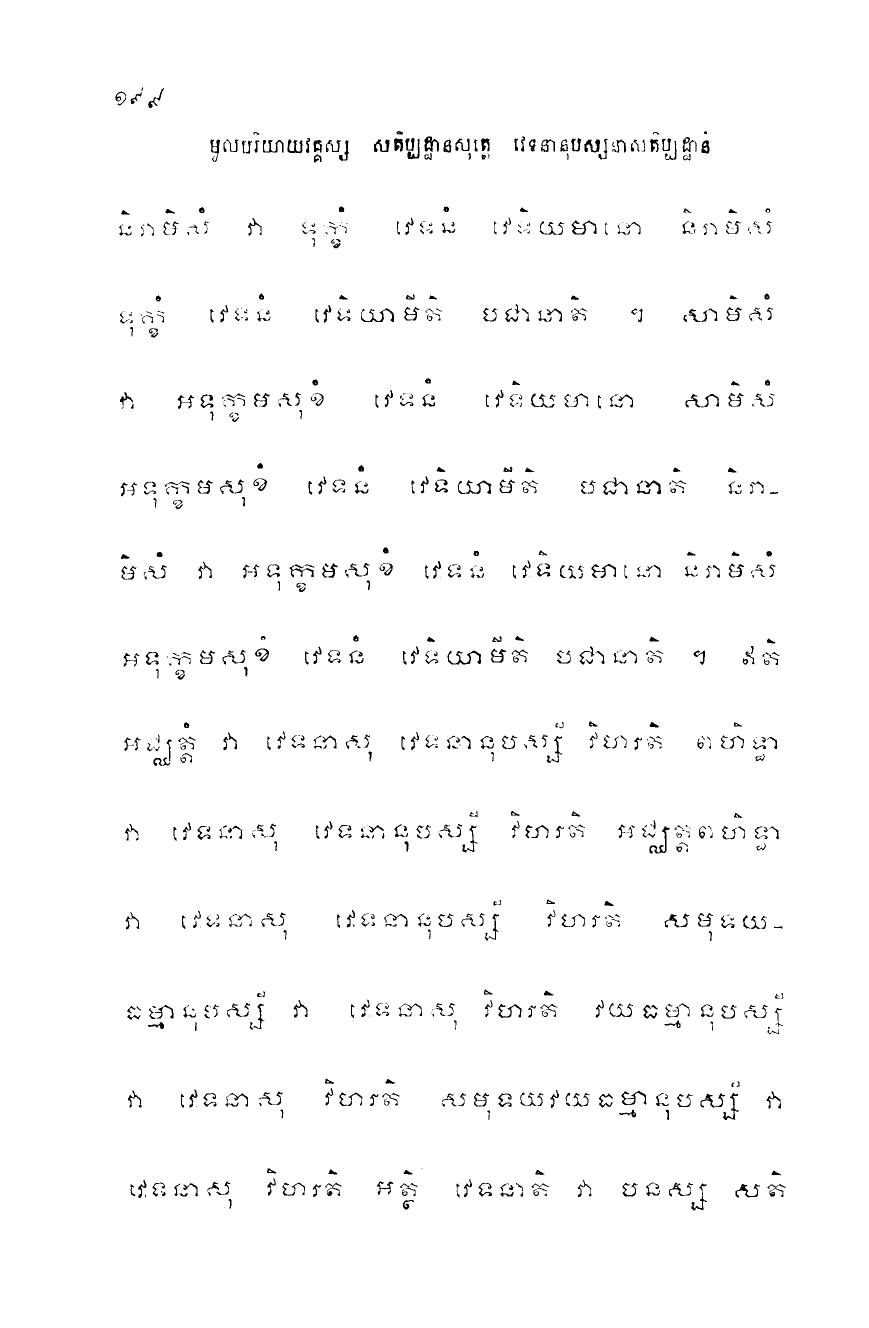 ១៩៩
មូលបរិយាយវគ្គស្ស សតិប្បដ្ឋានសុត្តេ វេទនានុបស្សនាសតិប្បដ្ឋានំ
និរាមិសំ វា ទុក្ខំ វេទនំ វេទិយមានោ និរាមិសំ
ទុក្ខំ វេទនំ វេទិយាមីតិ បជានាតិ ។ សាមិសំ
វា អទុក្ខមសុខំ វេទនំ វេទិយមានោ សាមិសំ
អទុក្ខមសុខំ វេទនំ វេទិយាមីតិ បជានាតិ និរា-
មិសំ វា អទុក្ខមសុខំ វេទនំ វេទិយមានោ និរាមិសំ
អទុក្ខមសុខំ វេទនំ វេទិយាមីតិ បជានាតិ ។ ឥតិ
អជ្ឈត្តំ វា វេទនាសុ វេទនានុបស្សី វិហរតិ ពហិទ្ធា
វា វេទនាសុ វេទនានុបស្សី វិហរតិ អជ្ឈត្តពហិទ្ធា
វា វេទនាសុ វេទនានុបស្សី វិហរតិ សមុទយ-
ធម្មានុបស្សី វា វេទនាសុ វិហរតិ វយធម្មានុបស្សី
វា វេទនាសុ វិហរតិ សមុទយវយធម្មានុបស្សី វា
វេទនាសុ វិហរតិ អត្ថិ វេទនាតិ វា បនស្ស សតិ